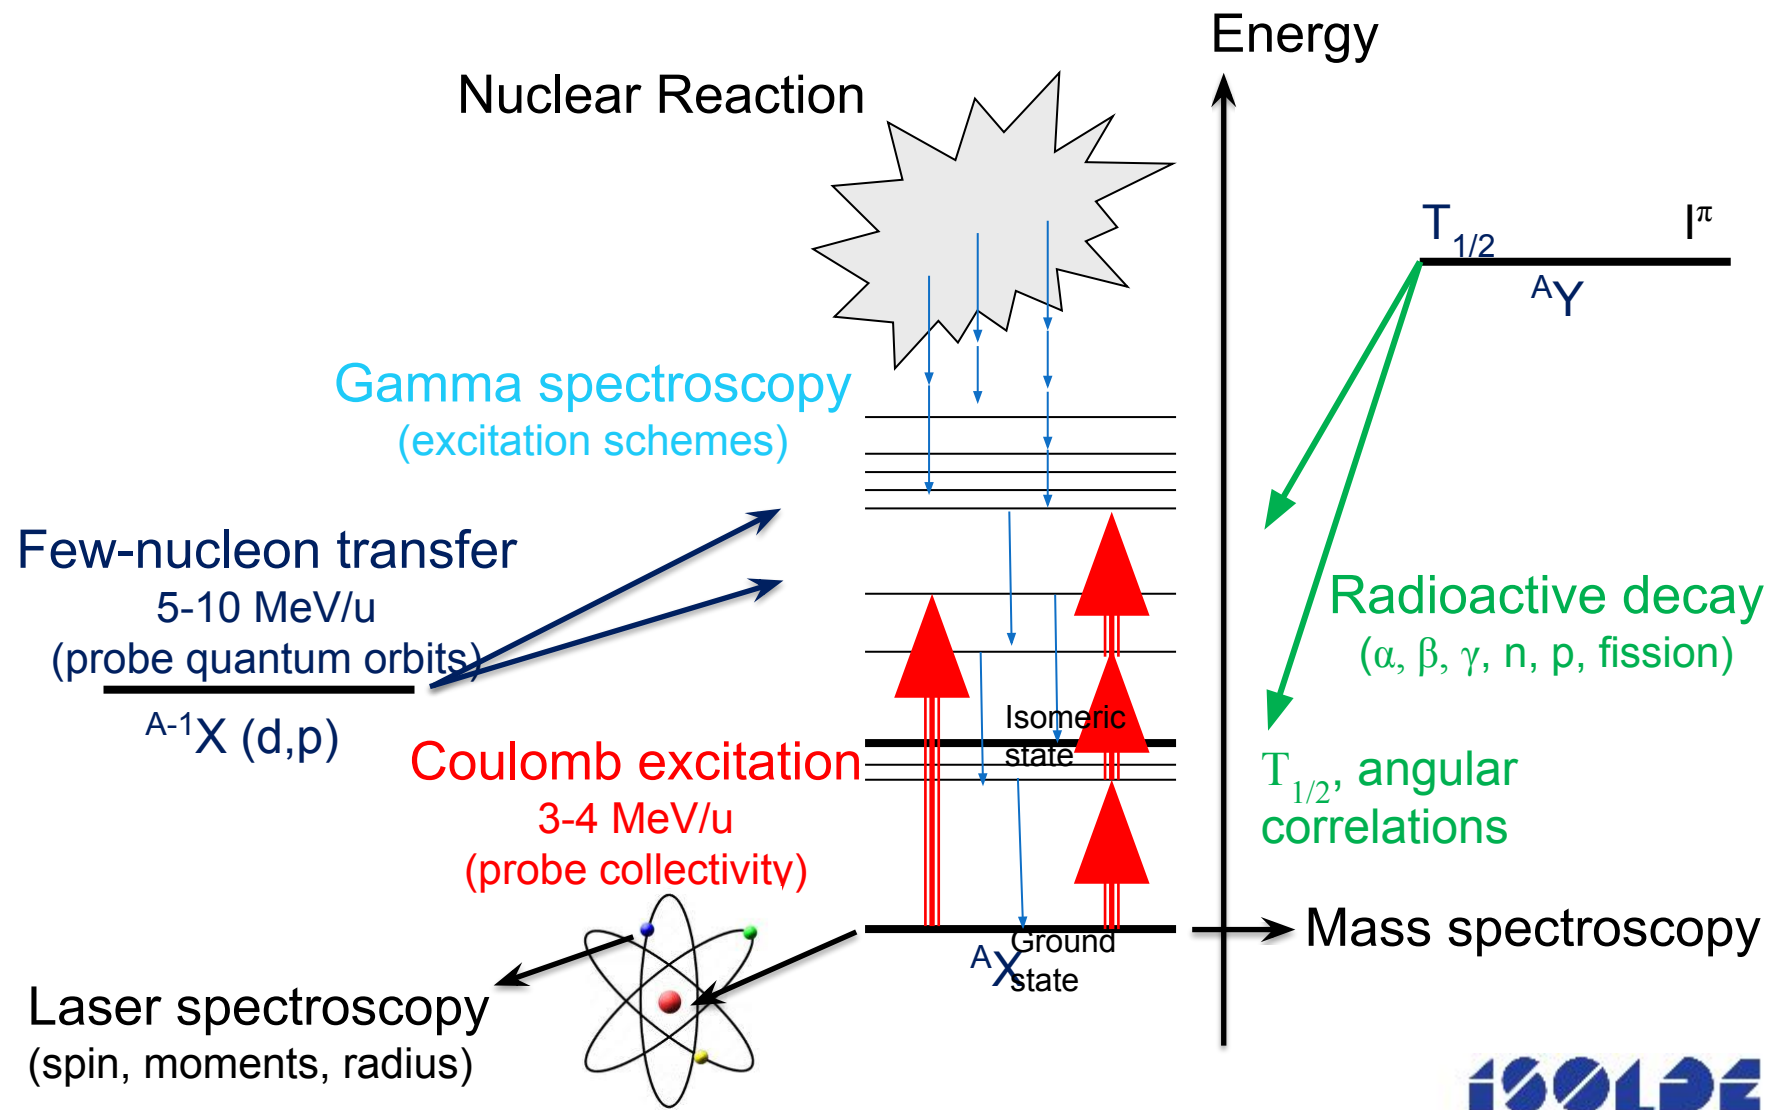 Energy
Nuclear Reaction
T1/2 Iπ
AY
Gamma spectroscopy
(excitation schemes)
Few-nucleon transfer
5-10 MeV/u
(probe quantum orbits)
A-1X (d,p)
Radioactive decay
(α, β, γ, n, p, fission)
Isomeric
state
Coulomb excitation
3-4 MeV/u
(probe collectivity)
T1/2, angular
correlations
Mass spectroscopy
AX
Ground
state
Laser spectroscopy
(spin, moments, radius)
ISOLDE